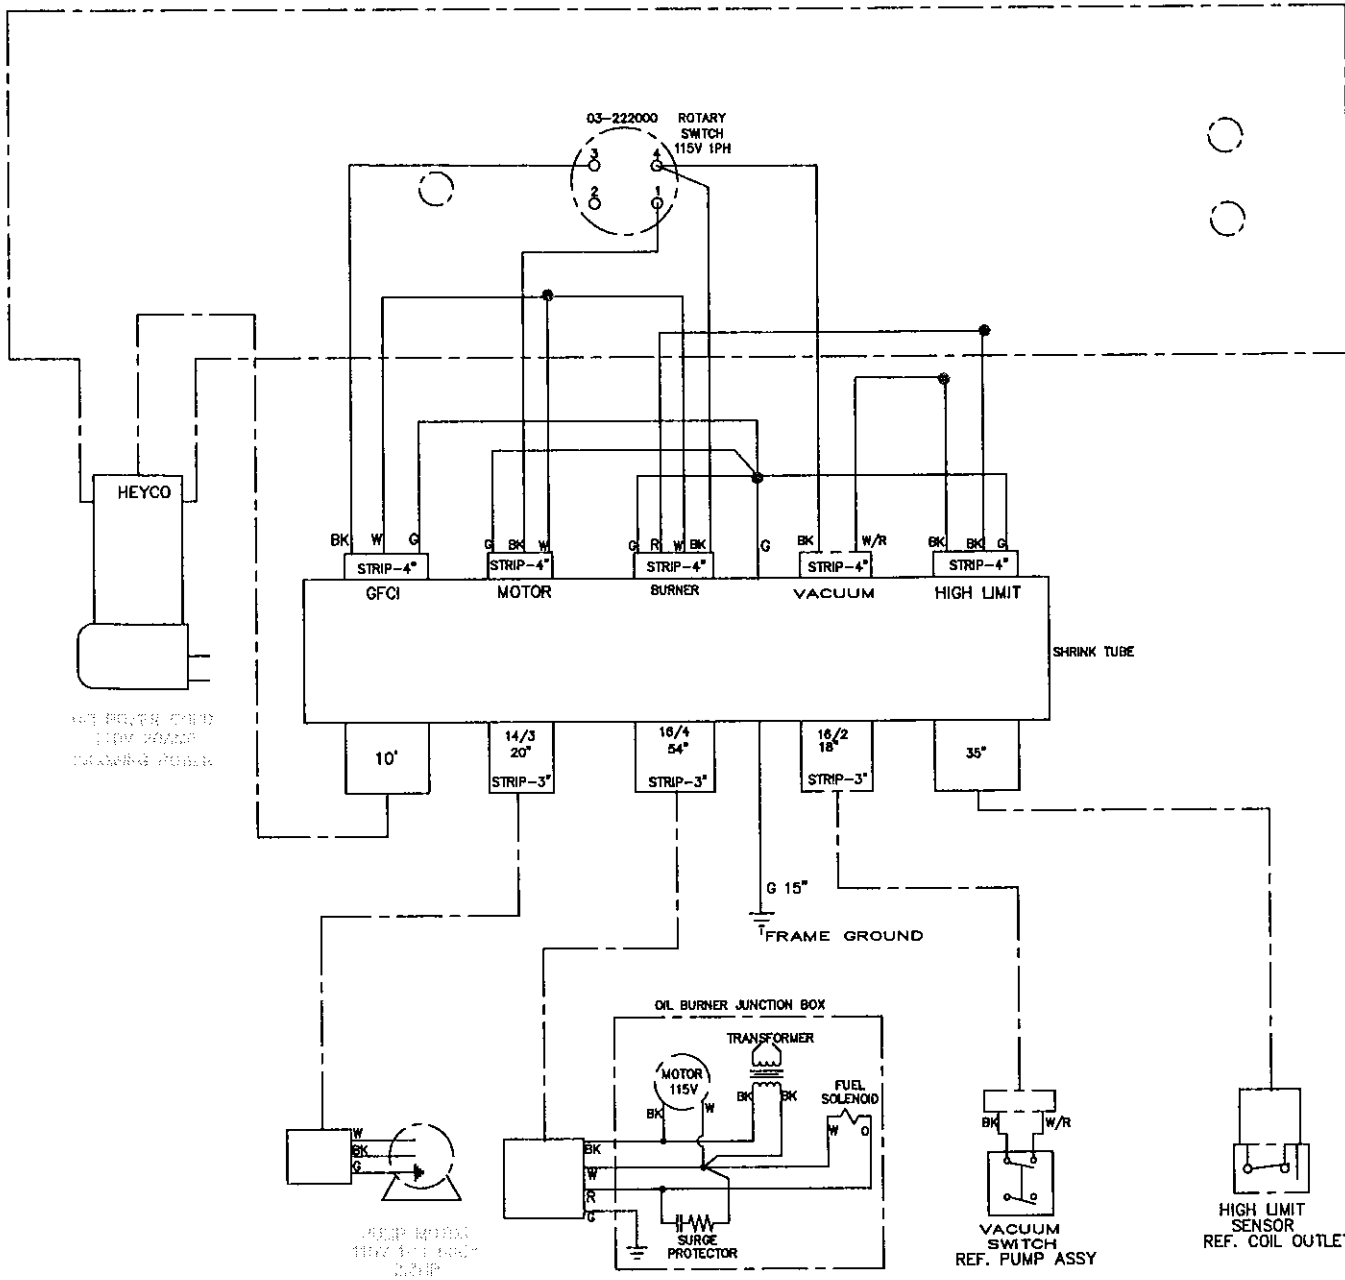 03-222000 ROTARY
SWITCH
115V 1PH
3 4
2 1
HEYCO
BK W G
G BK W
G R W BK
G
BK W/R
BK BK G
STRIP-4" STRIP-4" STRIP-4" STRIP-4" STRIP-4"
GFCI MOTOR BURNER VACUUM HIGH LIMIT
SHRINK TUBE
10'
14/3
20"
STRIP-3"
16/4
54"
STRIP-3"
16/2
18"
STRIP-3"
35"
G 15"
FRAME GROUND
OIL BURNER JUNCTION BOX
TRANSFORMER
MOTOR
115V
BK W
BK BK
FUEL
SOLENOID
W O
BK
W
R
G
SURGE
PROTECTOR
W
BK
G
BK W/R
VACUUM
SWITCH
REF. PUMP ASSY
HIGH LIMIT
SENSOR
REF. COIL OUTLET